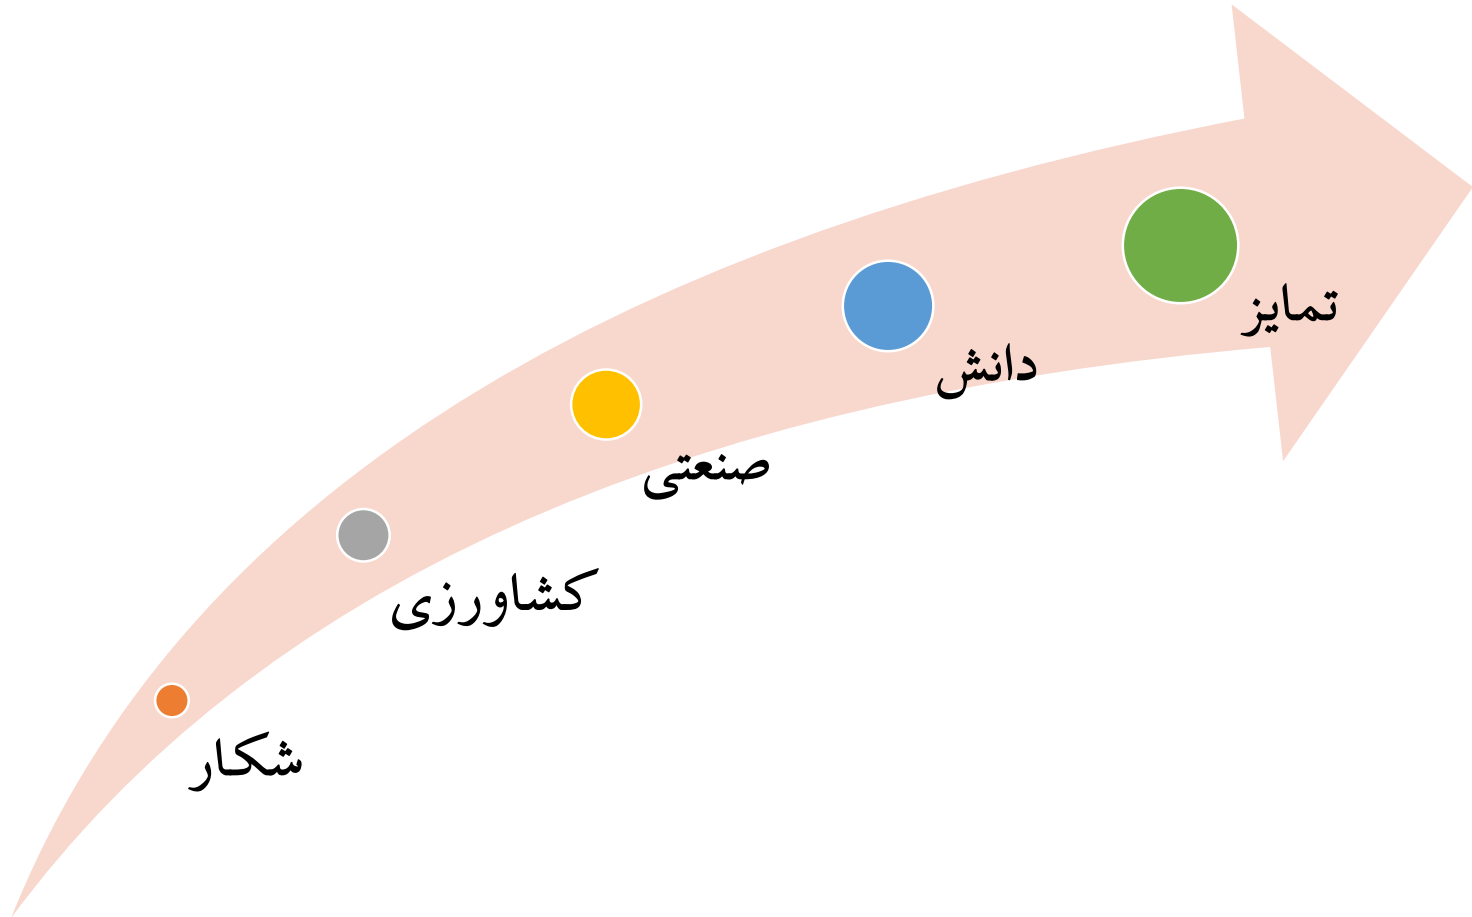 شکار
کشاورزی
صنعتی
دانش
تمایز